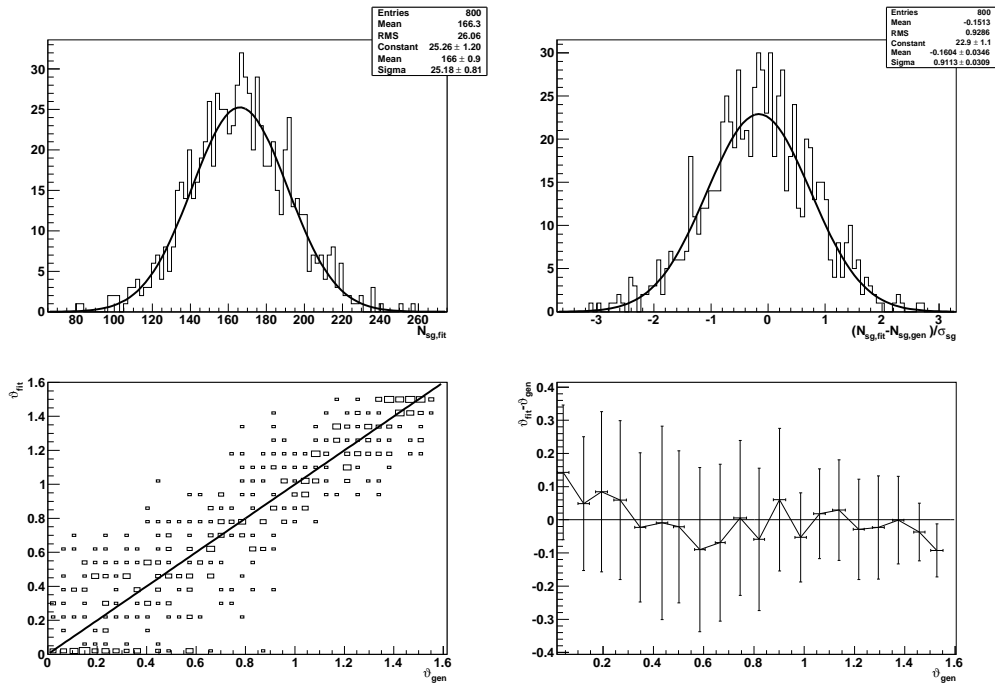 Entries 800
Mean 166.3
RMS 26.06
Constant 25.26 ± 1.20
Mean 166 ± 0.9
Sigma 25.18 ± 0.81
30
25
20
15
10
5
0
80 100 120 140 160 180 200 220 240 260
N_sg,fit
Entries 800
Mean -0.1513
RMS 0.9286
Constant 22.9 ± 1.1
Mean -0.1604 ± 0.0346
Sigma 0.9113 ± 0.0309
30
25
20
15
10
5
0
-3 -2 -1 0 1 2 3
(N_sg,fit-N_sg,gen)/σ_sg
ϑ_fit
1.6
1.4
1.2
1
0.8
0.6
0.4
0.2
0
0 0.2 0.4 0.6 0.8 1 1.2 1.4 1.6
ϑ_gen
ϑ_fit-ϑ_gen
0.4
0.3
0.2
0.1
0
-0.1
-0.2
-0.3
-0.4
0.2 0.4 0.6 0.8 1 1.2 1.4 1.6
ϑ_gen